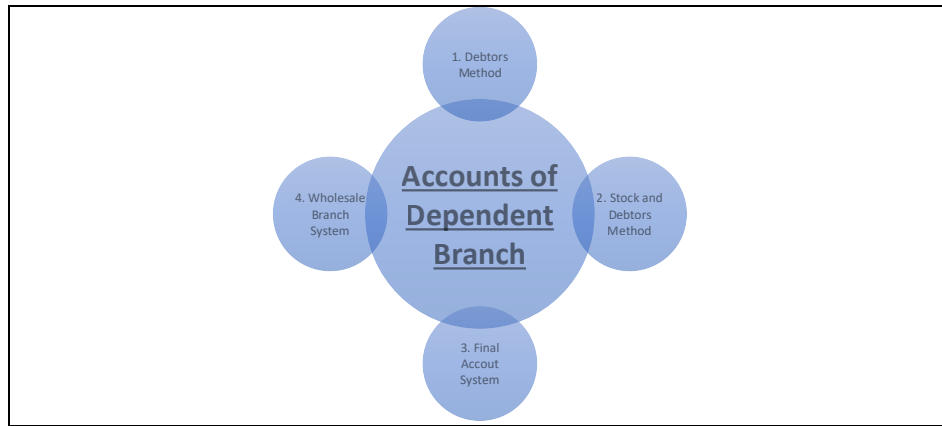 1. Debtors
Method
Accounts of
Dependent
Branch
2. Stock and
Debtors
Method
3. Final
Accout
System
4. Wholesale
Branch
System